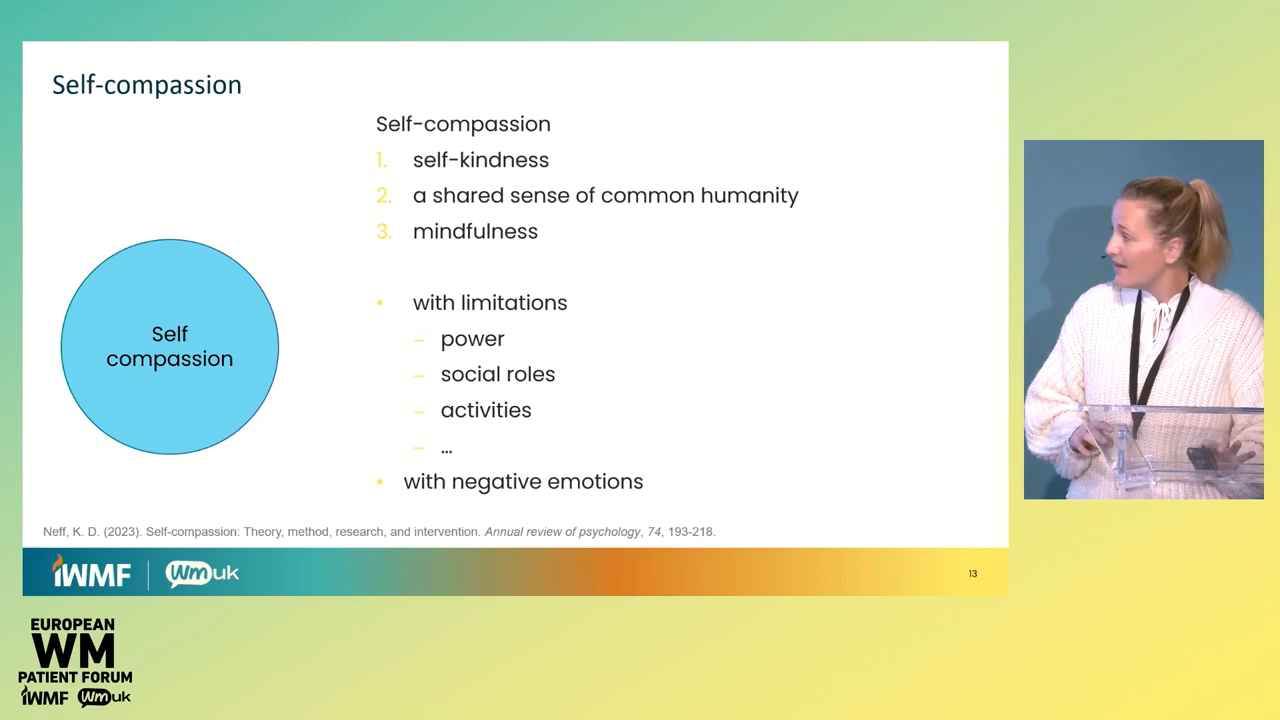 Self-compassion
Self-compassion
1. self-kindness
2. a shared sense of common humanity
3. mindfulness
• with limitations
– power
– social roles
– activities
– …
• with negative emotions
Self
compassion
Neff, K. D. (2023). Self-compassion: Theory, method, research, and intervention. Annual review of psychology, 74, 193-218.
iWMF
Wmuk
13
EUROPEAN
WM
PATIENT FORUM
iWMF Wmuk